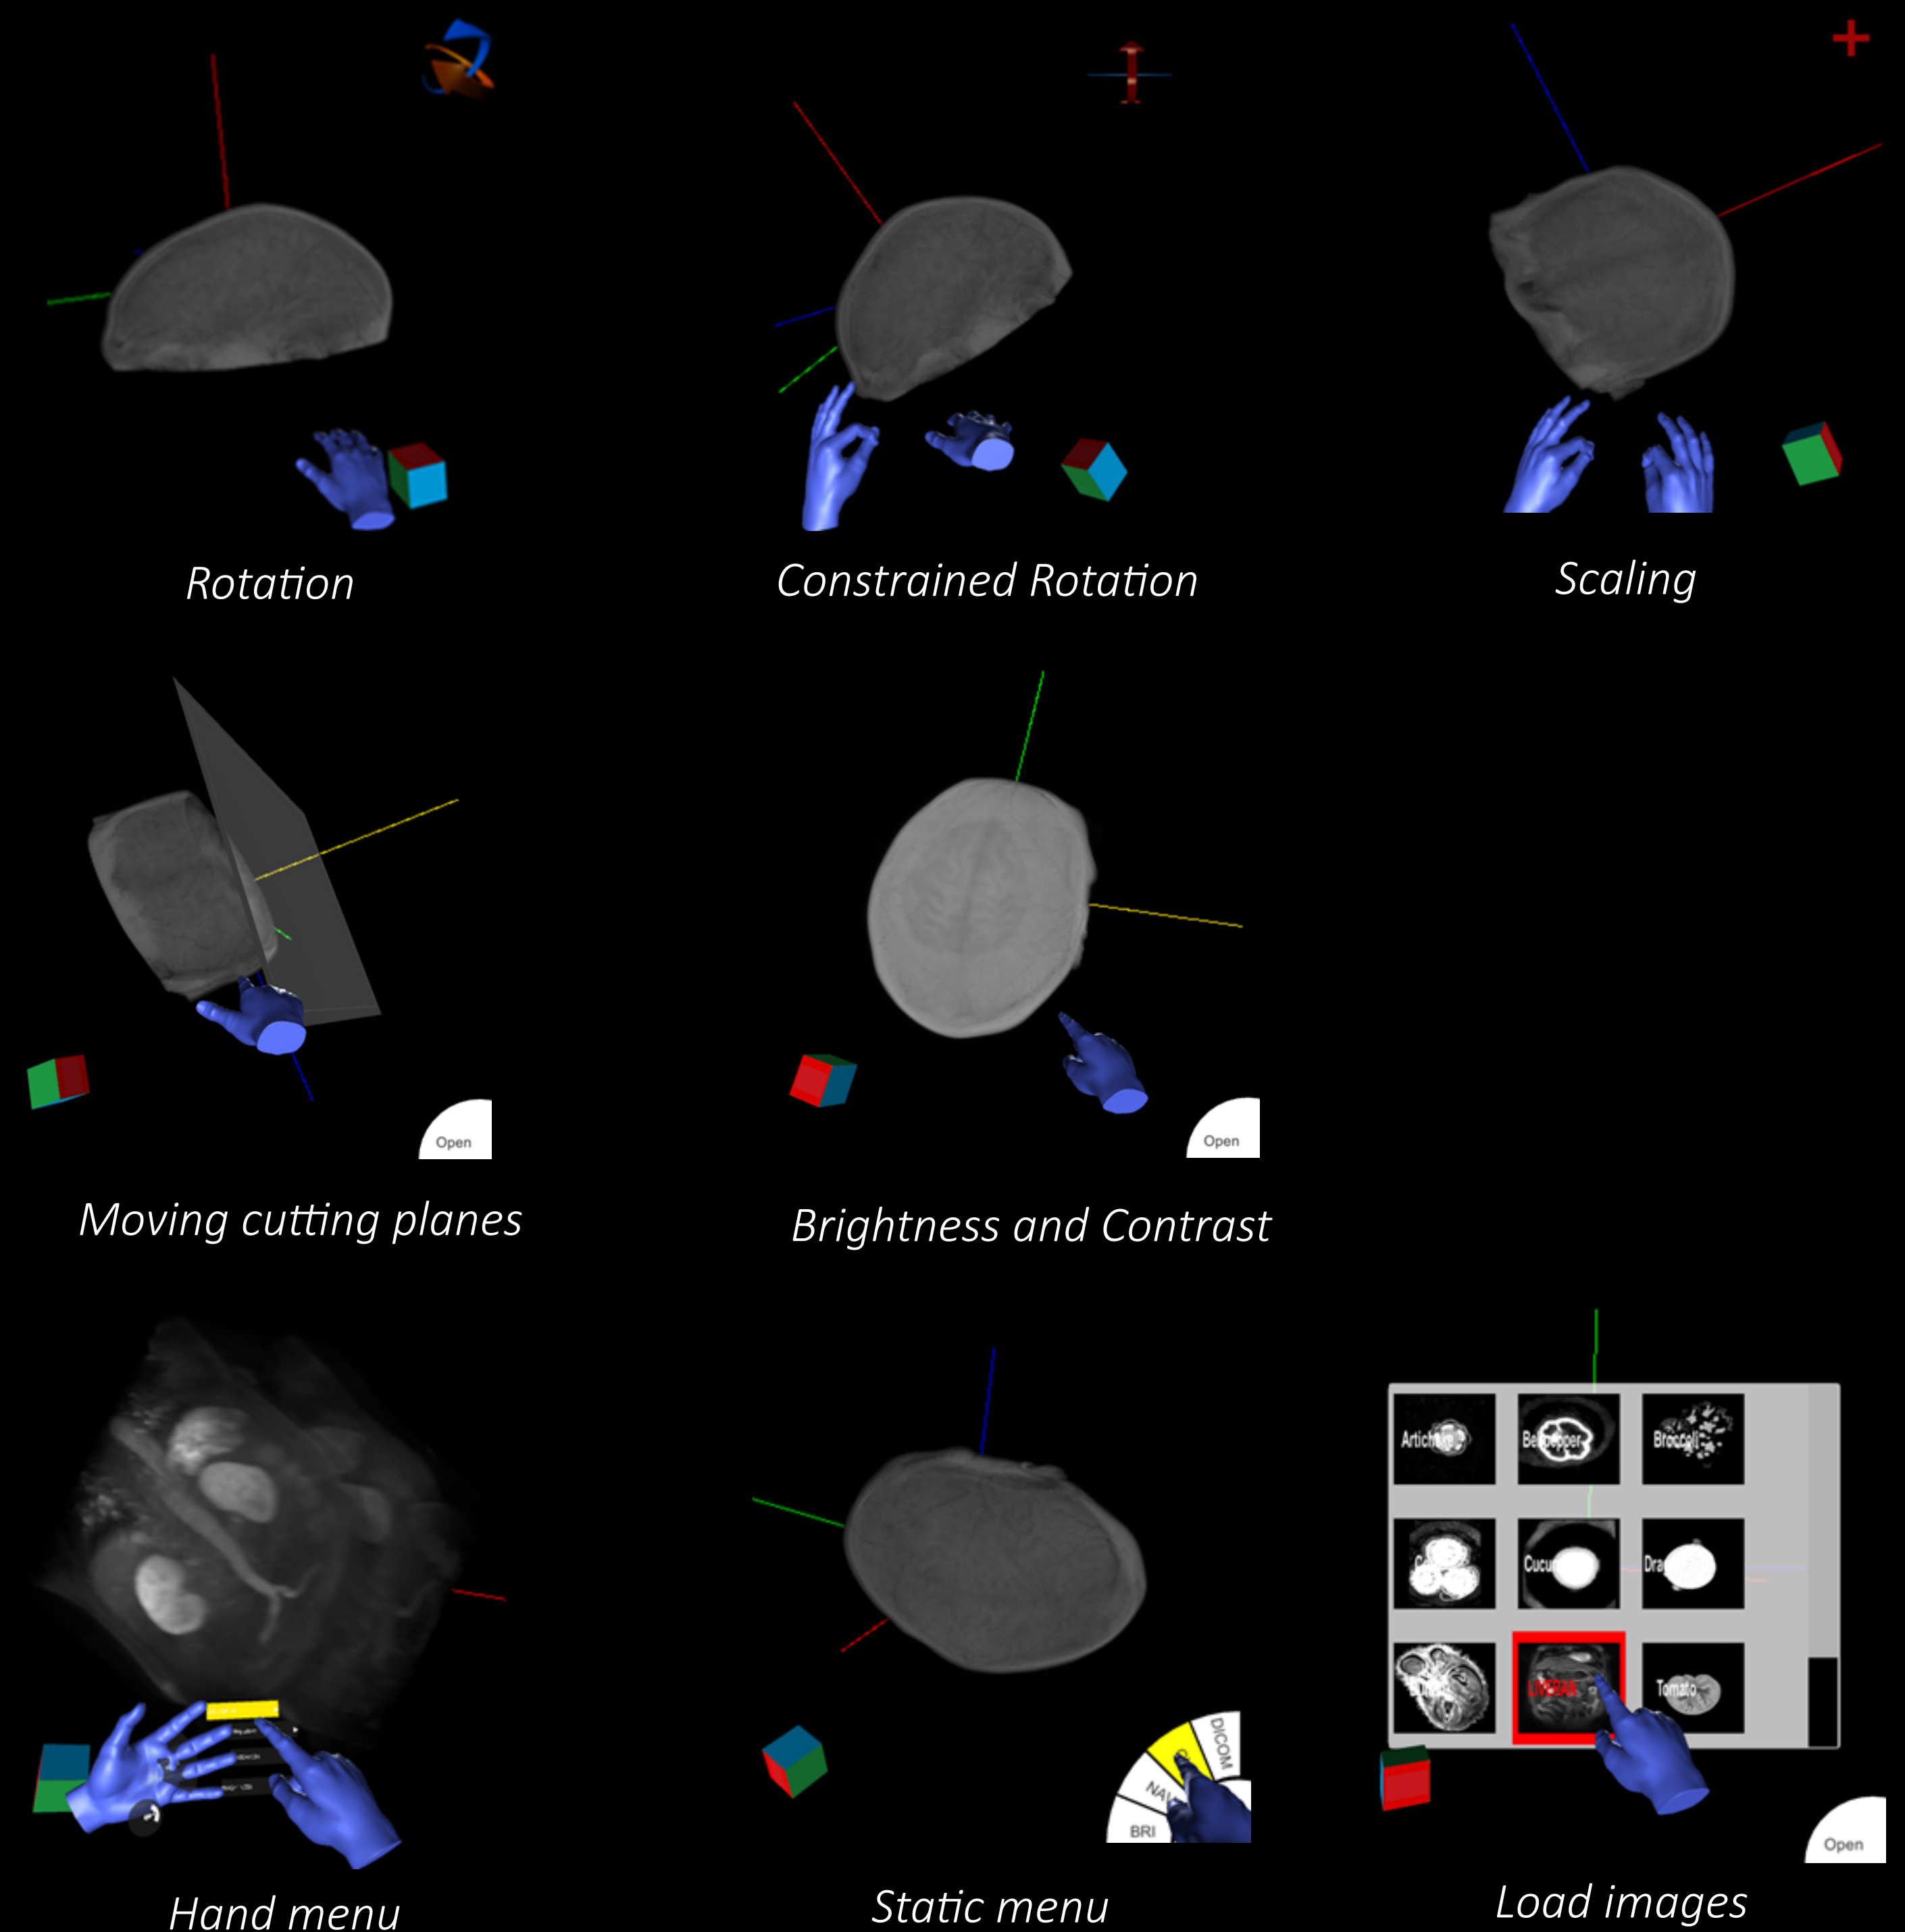 Rotation
Constrained Rotation
Scaling
Open
Open
Moving cutting planes
Brightness and Contrast
Broccoli
Tomato
DICOM
BRI
Open
Hand menu
Static menu
Load images